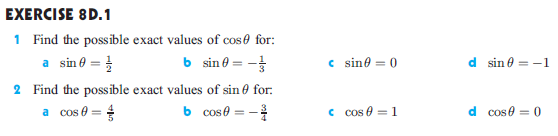 EXERCISE 8D.1
1 Find the possible exact values of cos θ for:
a sin θ = 1/2 b sin θ = −1/3 c sin θ = 0 d sin θ = −1
2 Find the possible exact values of sin θ for:
a cos θ = 4/5 b cos θ = −3/4 c cos θ = 1 d cos θ = 0